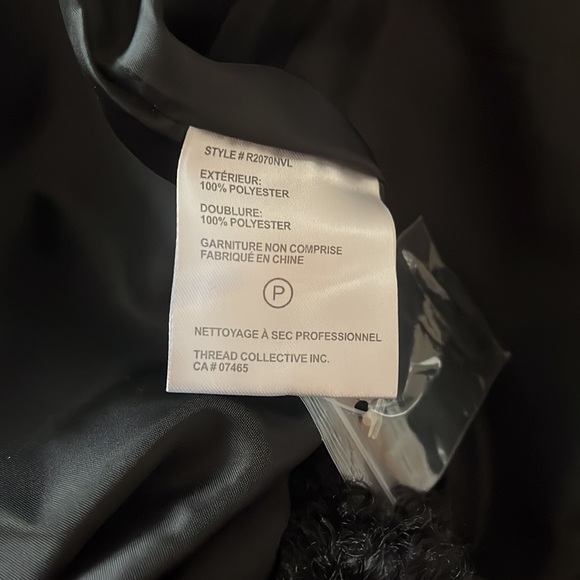 STYLE # R2070NVL
EXTÉRIEUR:
100% POLYESTER
DOUBLURE:
100% POLYESTER
GARNITURE NON COMPRISE
FABRIQUÉ EN CHINE
P
NETTOYAGE À SEC PROFESSIONNEL
THREAD COLLECTIVE INC.
CA # 07465